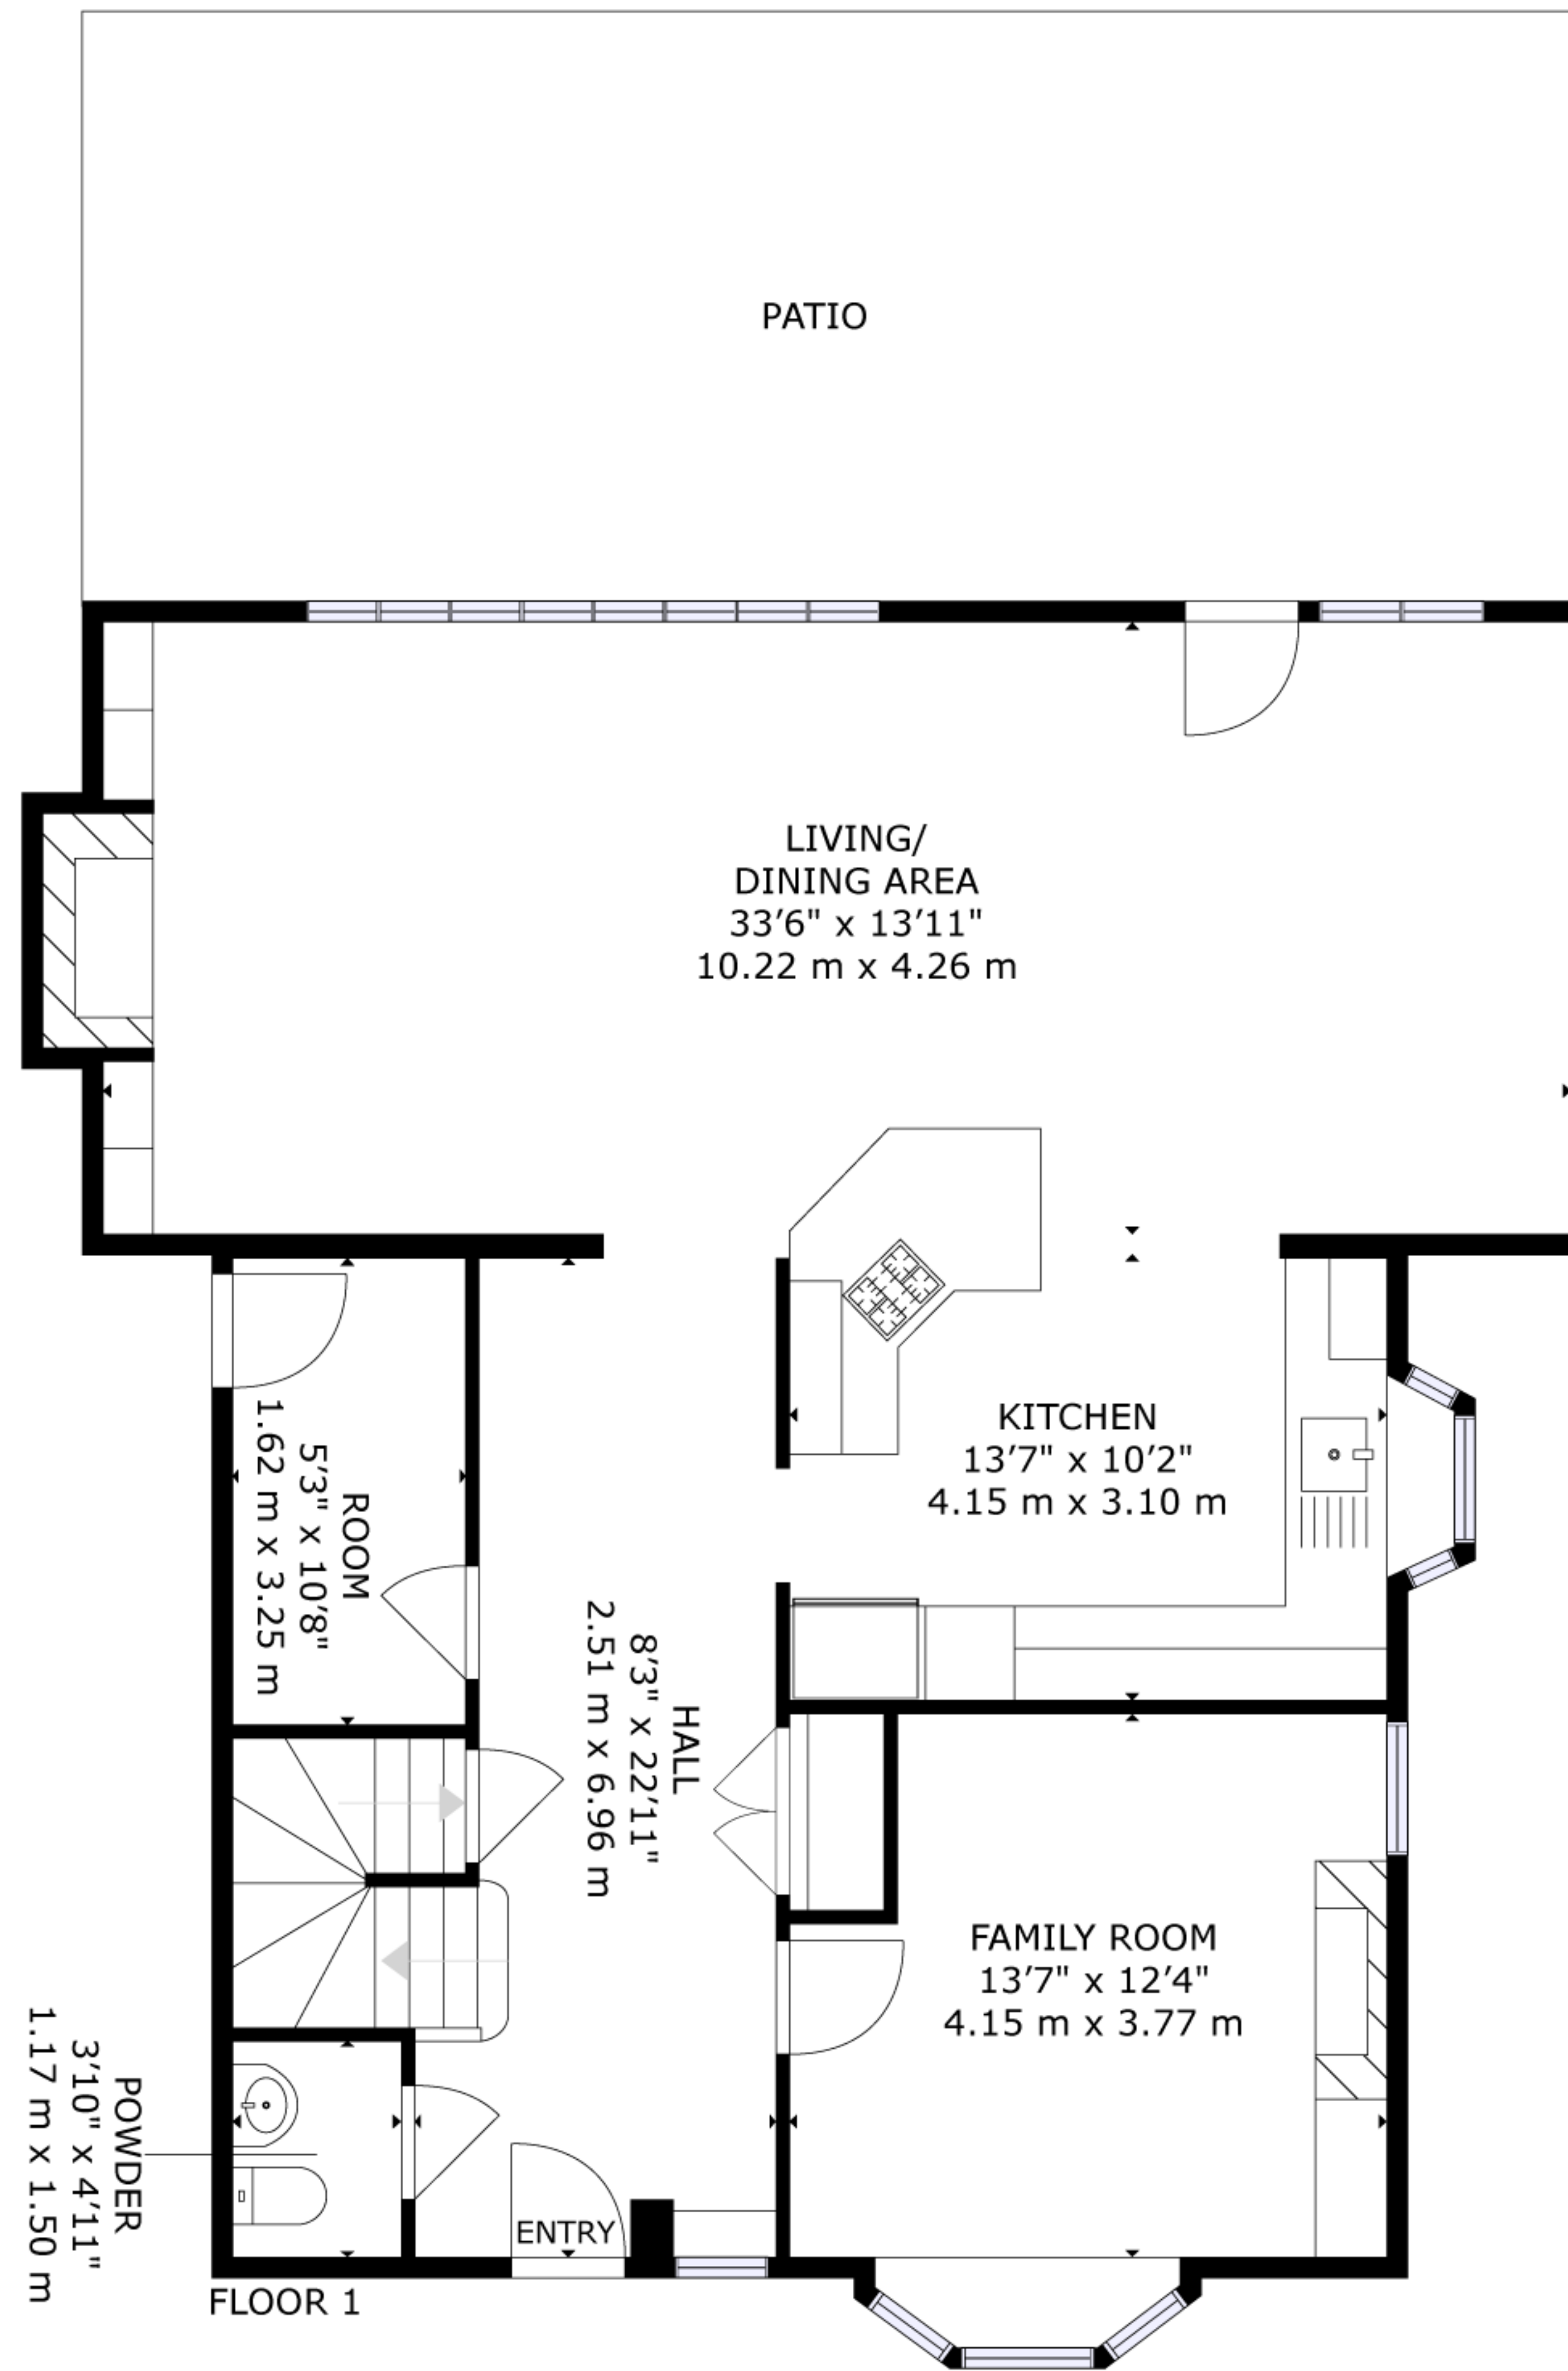 PATIO
LIVING/
DINING AREA
33'6" x 13'11"
10.22 m x 4.26 m
KITCHEN
13'7" x 10'2"
4.15 m x 3.10 m
ROOM
5'3" x 10'8"
1.62 m x 3.25 m
HALL
8'3" x 22'11"
2.51 m x 6.96 m
FAMILY ROOM
13'7" x 12'4"
4.15 m x 3.77 m
POWDER
3'10" x 4'11"
1.17 m x 1.50 m
ENTRY
FLOOR 1